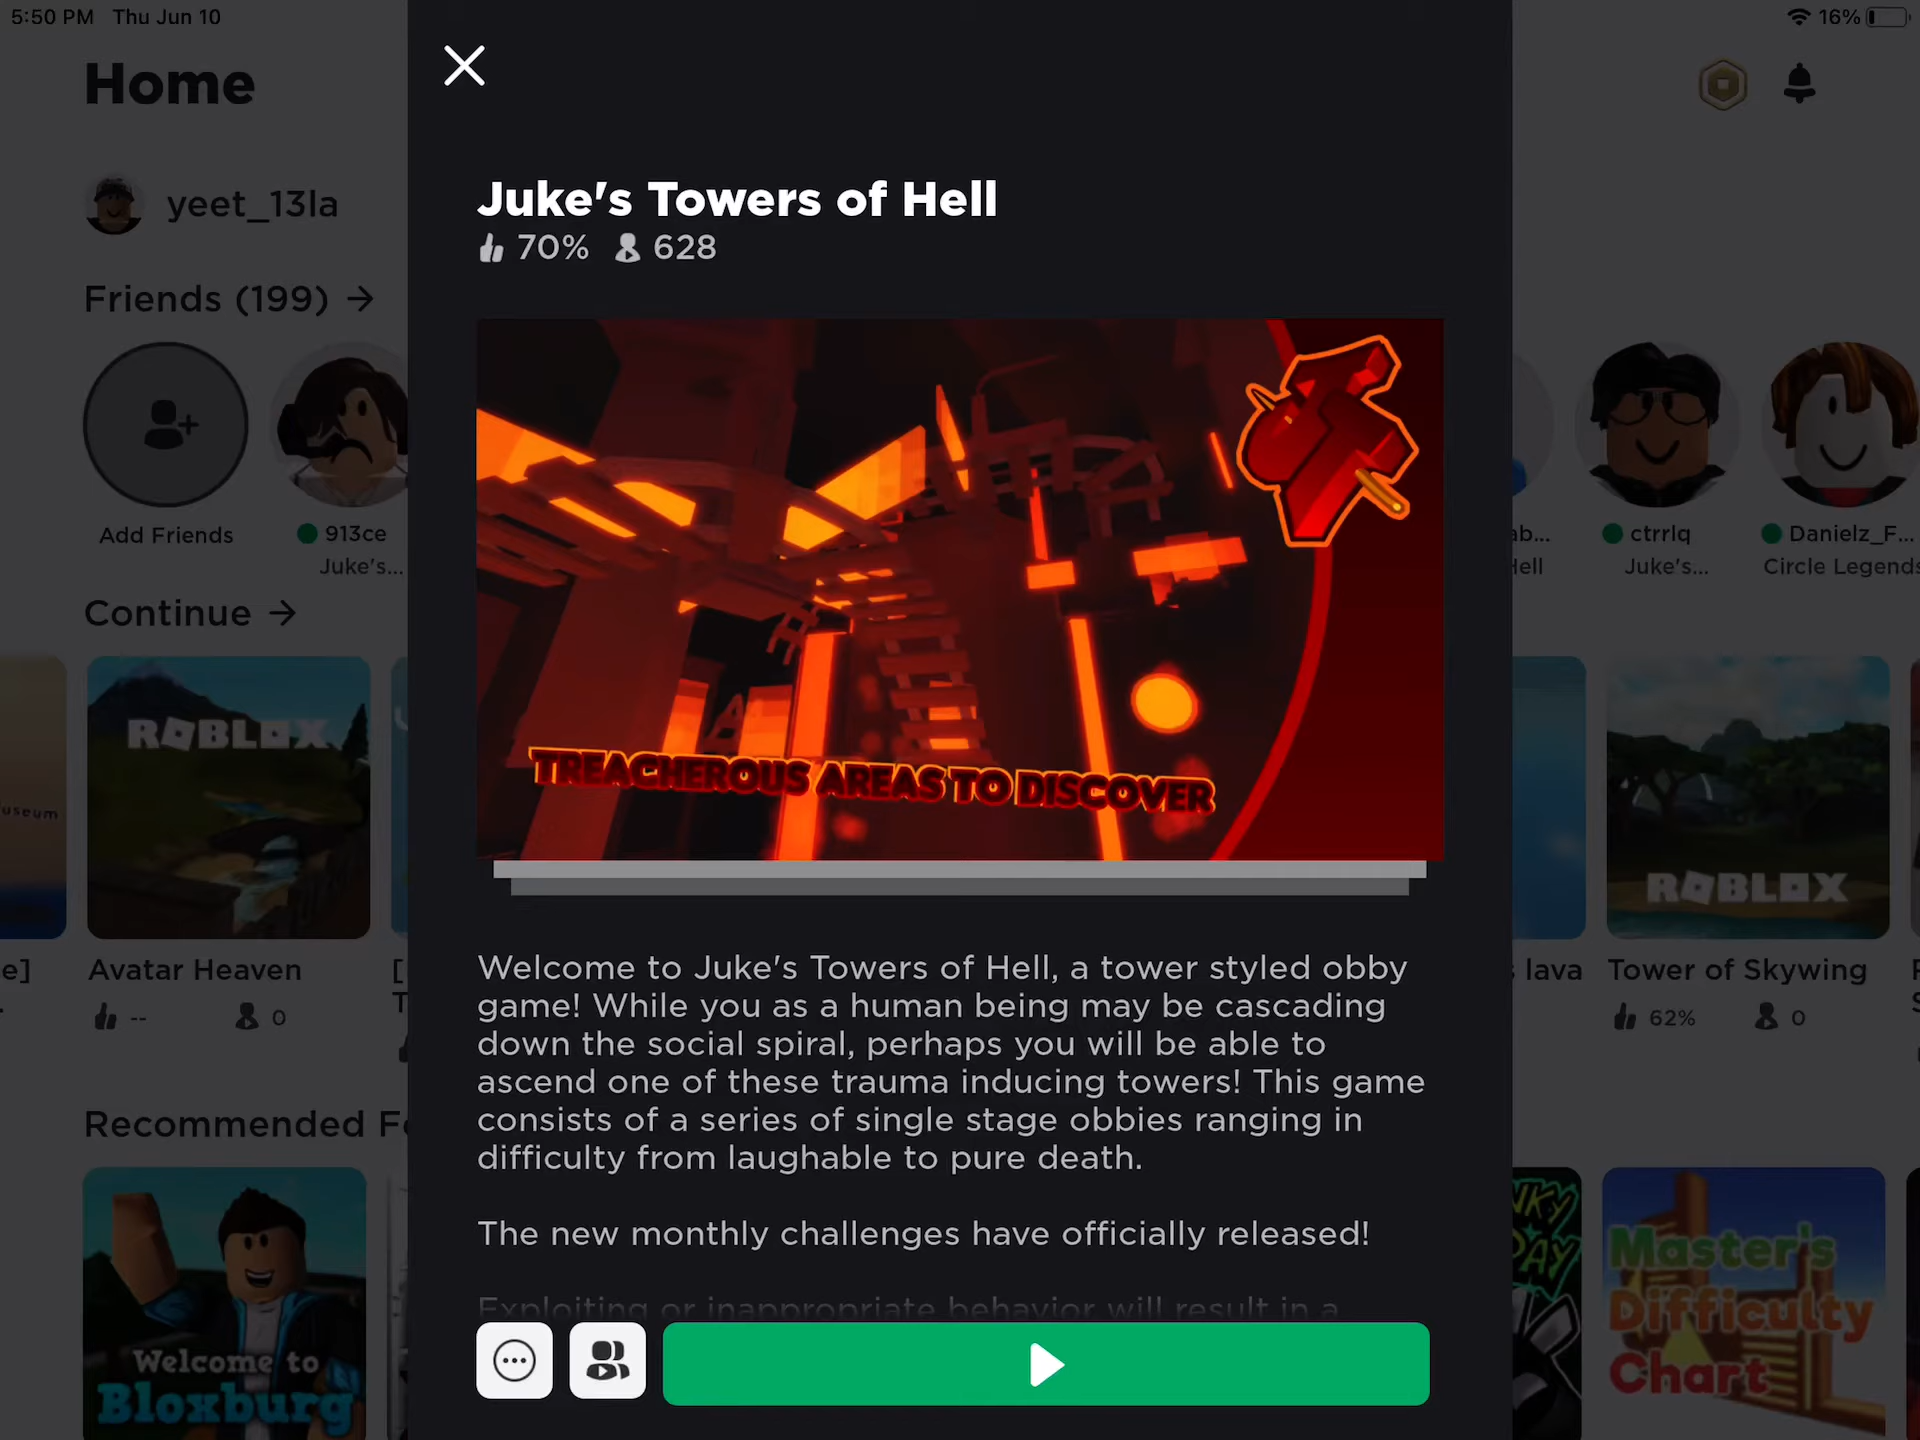 5:50 PM Thu Jun 10
16%
Home
yeet_13la
Friends (199)
Add Friends
913ce
Juke's...
ab...
Hell
ctrrlq
Juke's...
Danielz_F...
Circle Legends
Continue
useum
ROBLOX
ROBLOX
e]
Avatar Heaven
--
0
[
T
s lava
Tower of Skywing
62%
0
Recommended Fo
Welcome to
Bloxburg
NKY
DAY
Master's
Difficulty
Chart
Juke's Towers of Hell
70% 628
TREACHEROUS AREAS TO DISCOVER
Welcome to Juke's Towers of Hell, a tower styled obby
game! While you as a human being may be cascading
down the social spiral, perhaps you will be able to
ascend one of these trauma inducing towers! This game
consists of a series of single stage obbies ranging in
difficulty from laughable to pure death.
The new monthly challenges have officially released!
Exploiting or inappropriate behavior will result in a